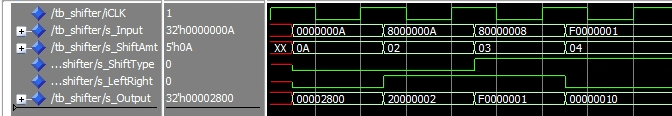 /tb_shifter/iCLK 1
/tb_shifter/s_Input 32'h0000000A 0000000A 8000000A 80000008 F0000001
/tb_shifter/s_ShiftAmt 5'h0A XX 0A 02 03 04
...shifter/s_ShiftType 0
...shifter/s_LeftRight 0
/tb_shifter/s_Output 32'h00002800 00002800 20000002 F0000001 00000010